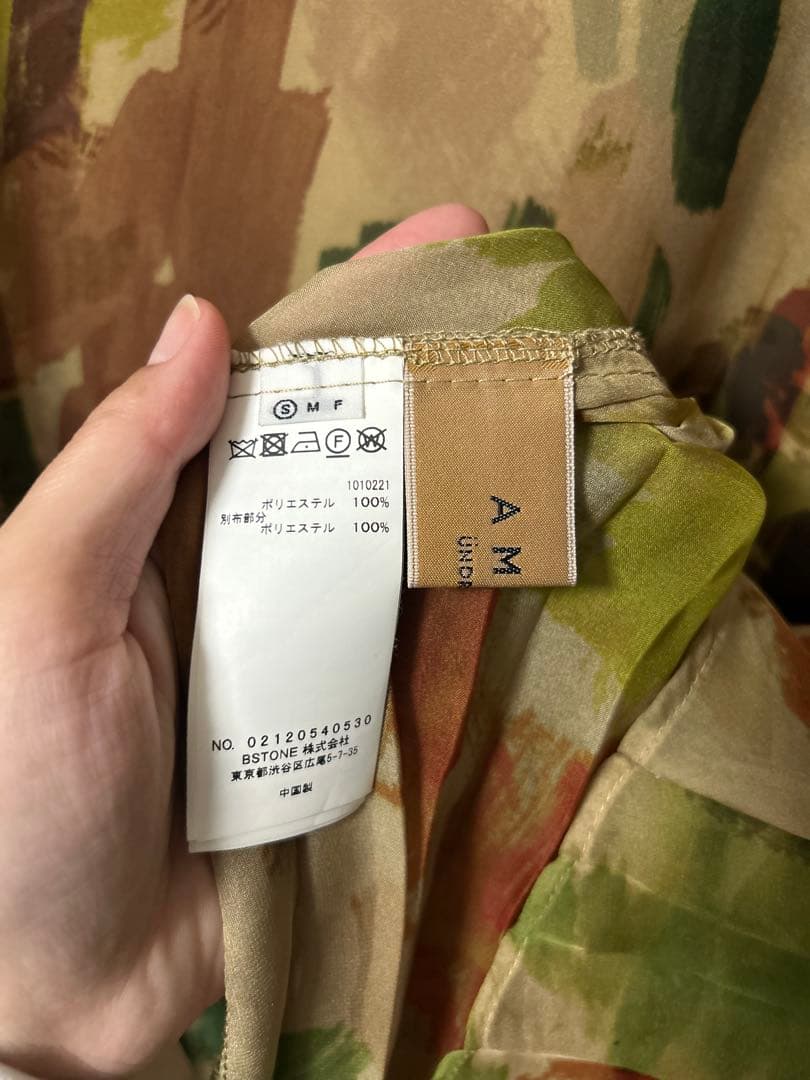 S M F
F W
1010221
ポリエステル 100%
別布部分
ポリエステル 100%
NO. 02120540530
BSTONE 株式会社
東京都渋谷区広尾5-7-35
中国製
A M
ÜND